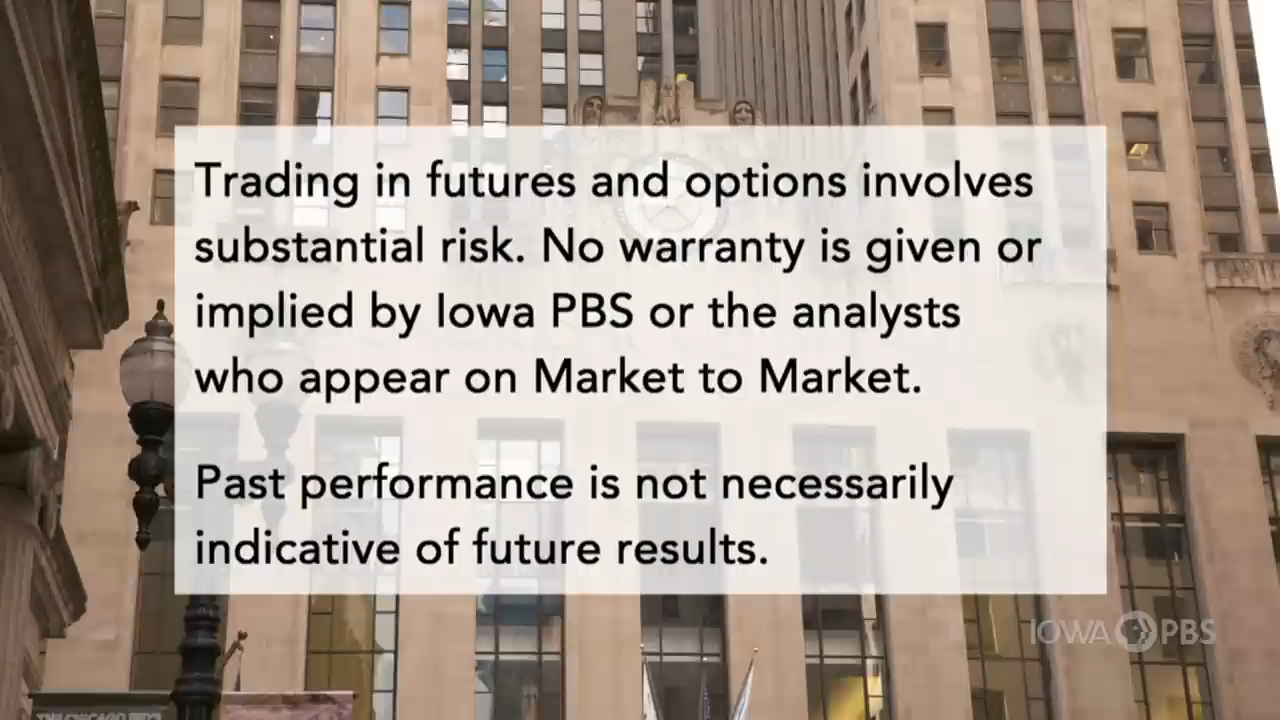 Trading in futures and options involves
substantial risk. No warranty is given or
implied by Iowa PBS or the analysts
who appear on Market to Market.
Past performance is not necessarily
indicative of future results.
IOWA PBS